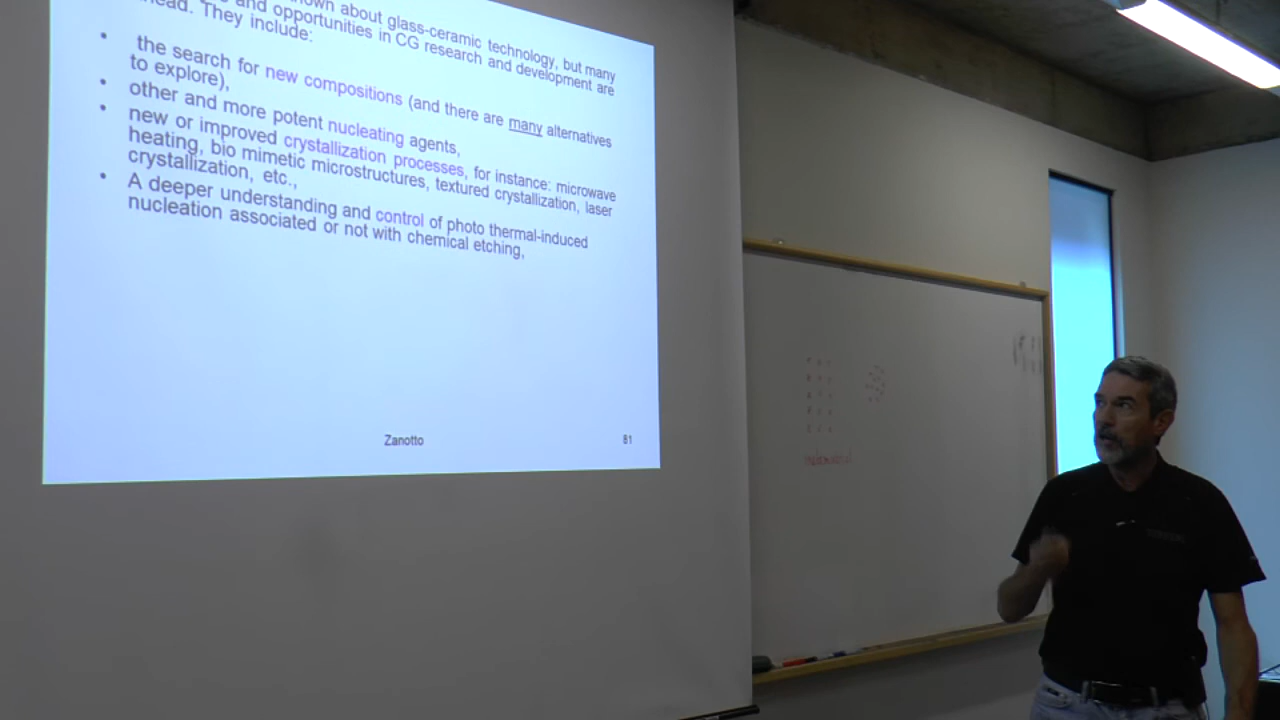 known about glass-ceramic technology, but many
and opportunities in CG research and development are
ahead. They include:
• the search for new compositions (and there are many alternatives
to explore),
• other and more potent nucleating agents,
• new or improved crystallization processes, for instance: microwave
heating, bio mimetic microstructures, textured crystallization, laser
crystallization, etc.,
• A deeper understanding and control of photo thermal-induced
nucleation associated or not with chemical etching,
Zanotto
81